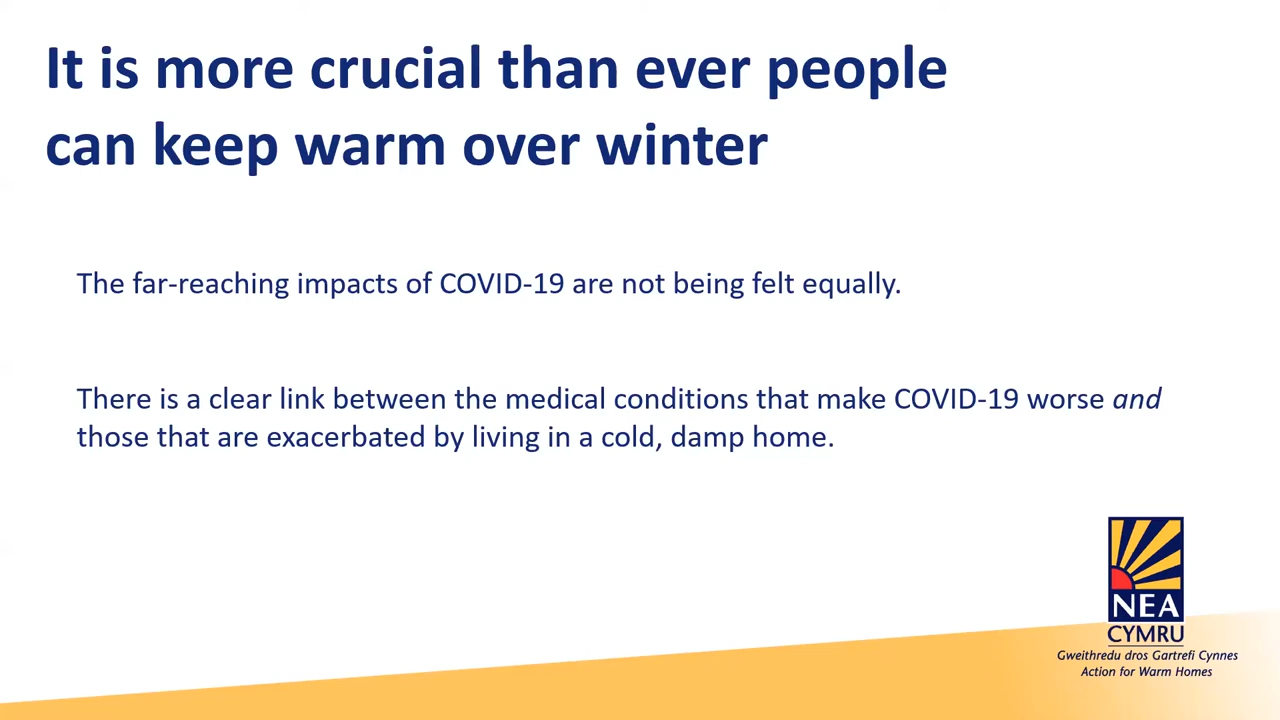 It is more crucial than ever people
can keep warm over winter
The far-reaching impacts of COVID-19 are not being felt equally.
There is a clear link between the medical conditions that make COVID-19 worse and
those that are exacerbated by living in a cold, damp home.
NEA
CYMRU
Gweithredu dros Gartrefi Cynnes
Action for Warm Homes